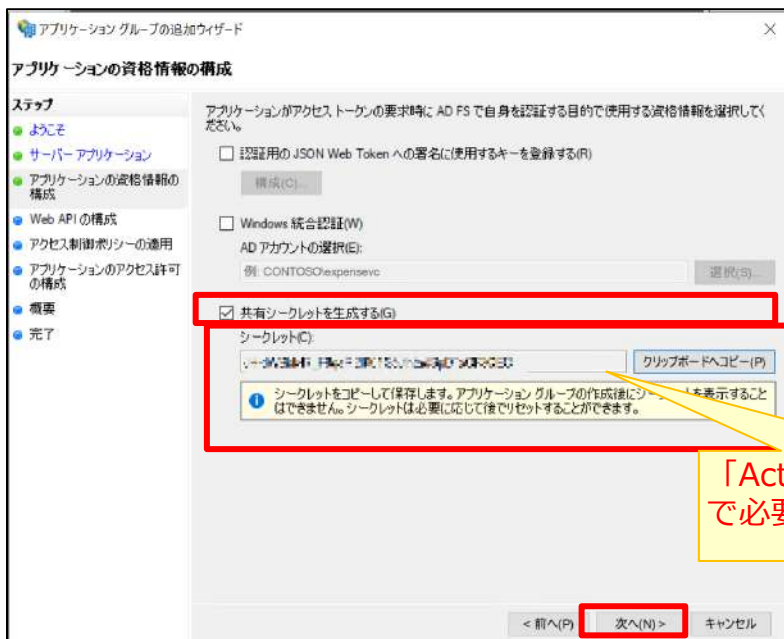 アプリケーション グループの追加ウィザード
アプリケーションの資格情報の構成
ステップ
ようこそ
サーバー アプリケーション
アプリケーションの資格情報の
構成
Web API の構成
アクセス制御ポリシーの適用
アプリケーションのアクセス許可
の構成
概要
完了
アプリケーションがアクセス トークンの要求時に AD FS で自身を認証する目的で使用する資格情報を選択してく
ださい。
認証用の JSON Web Token への署名に使用するキーを登録する(R)
構成(C)...
Windows 統合認証(W)
AD アカウントの選択(E):
例: CONTOSO\expensevc
選択(S)...
共有シークレットを生成する(G)
シークレット(C):
クリップボードへコピー(P)
シークレットをコピーして保存します。アプリケーション グループの作成後にシー を表示すること
はできません。シークレットは必要に応じて後でリセットすることができます。
「Act
で必要
< 前へ(P)
次へ(N) >
キャンセル